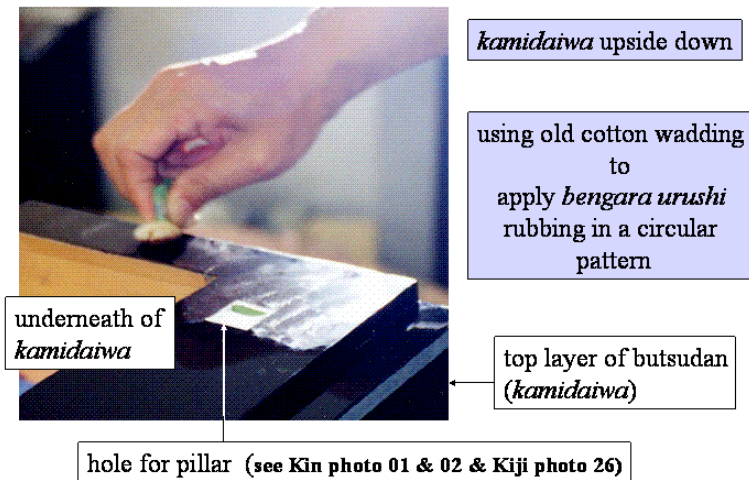 kamidaiwa upside down
using old cotton wadding
to
apply bengara urushi
rubbing in a circular
pattern
underneath of
kamidaiwa
top layer of butsudan
(kamidaiwa)
hole for pillar (see Kin photo 01 & 02 & Kiji photo 26)